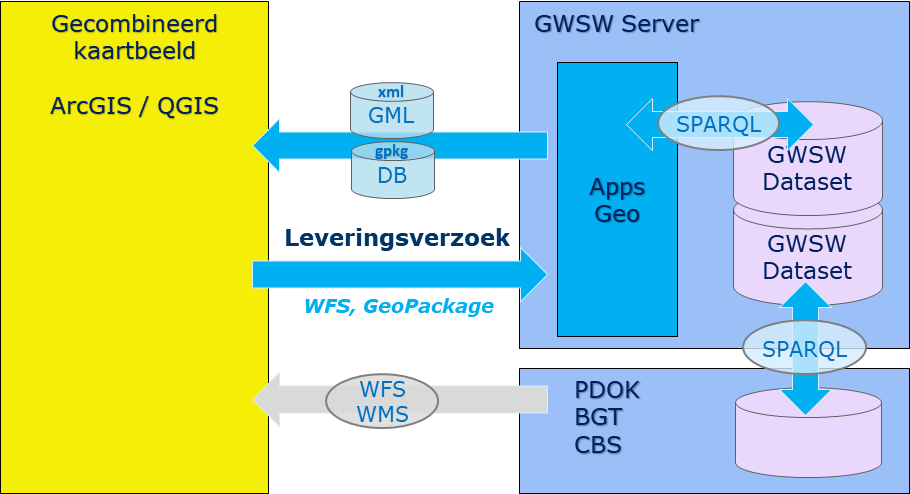 Gecombineerd
kaartbeeld
ArcGIS / QGIS
xml
GML
gpkg
DB
Leveringsverzoek
WFS, GeoPackage
WFS
WMS
GWSW Server
Apps
Geo
SPARQL
GWSW
Dataset
GWSW
Dataset
SPARQL
PDOK
BGT
CBS